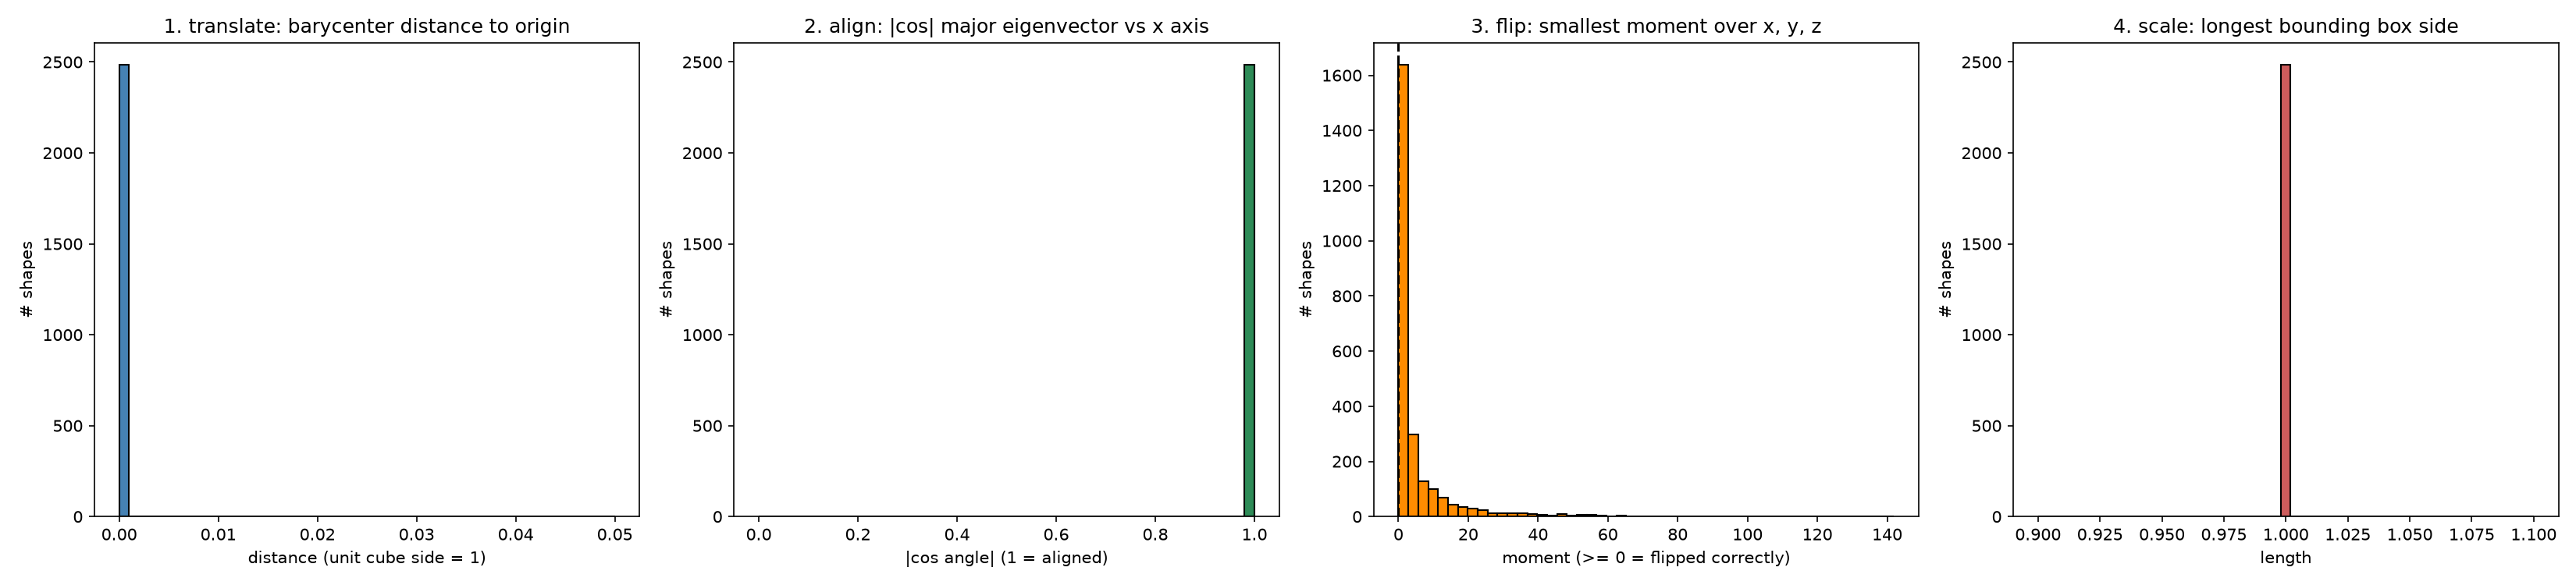 1. translate: barycenter distance to origin
# shapes
2500
2000
1500
1000
500
0
0.00 0.01 0.02 0.03 0.04 0.05
distance (unit cube side = 1)
2. align: |cos| major eigenvector vs x axis
# shapes
2500
2000
1500
1000
500
0
0.0 0.2 0.4 0.6 0.8 1.0
|cos angle| (1 = aligned)
3. flip: smallest moment over x, y, z
# shapes
1600
1400
1200
1000
800
600
400
200
0
0 20 40 60 80 100 120 140
moment (>= 0 = flipped correctly)
4. scale: longest bounding box side
# shapes
2500
2000
1500
1000
500
0
0.900 0.925 0.950 0.975 1.000 1.025 1.050 1.075 1.100
length